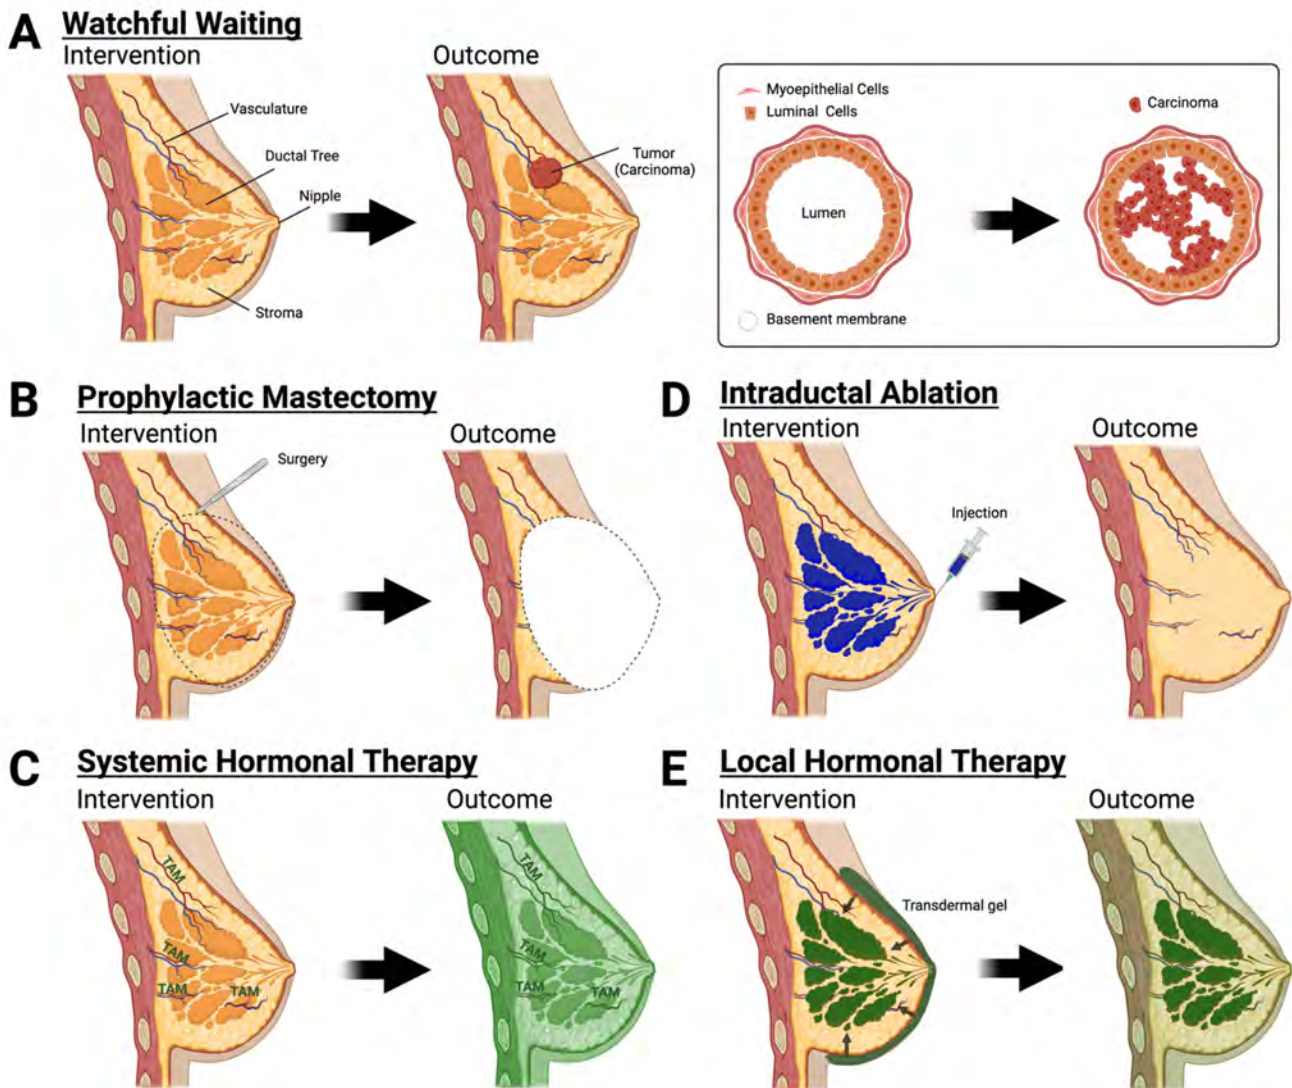 A Watchful Waiting
Intervention
Outcome
Vasculature
Ductal Tree
Nipple
Stroma
Tumor
(Carcinoma)
Myoepithelial Cells
Luminal Cells
Lumen
Basement membrane
Carcinoma
B Prophylactic Mastectomy
Intervention
Outcome
Surgery
D Intraductal Ablation
Intervention
Outcome
Injection
C Systemic Hormonal Therapy
Intervention
Outcome
TAM
TAM
TAM
TAM
TAM
TAM
TAM
TAM
E Local Hormonal Therapy
Intervention
Outcome
Transdermal gel